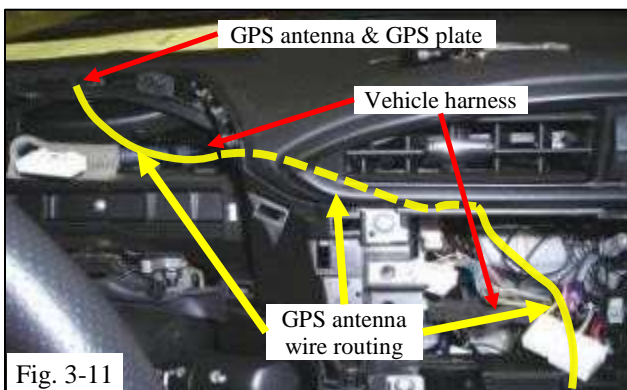 GPS antenna & GPS plate
Vehicle harness
GPS antenna
wire routing
Fig. 3-11